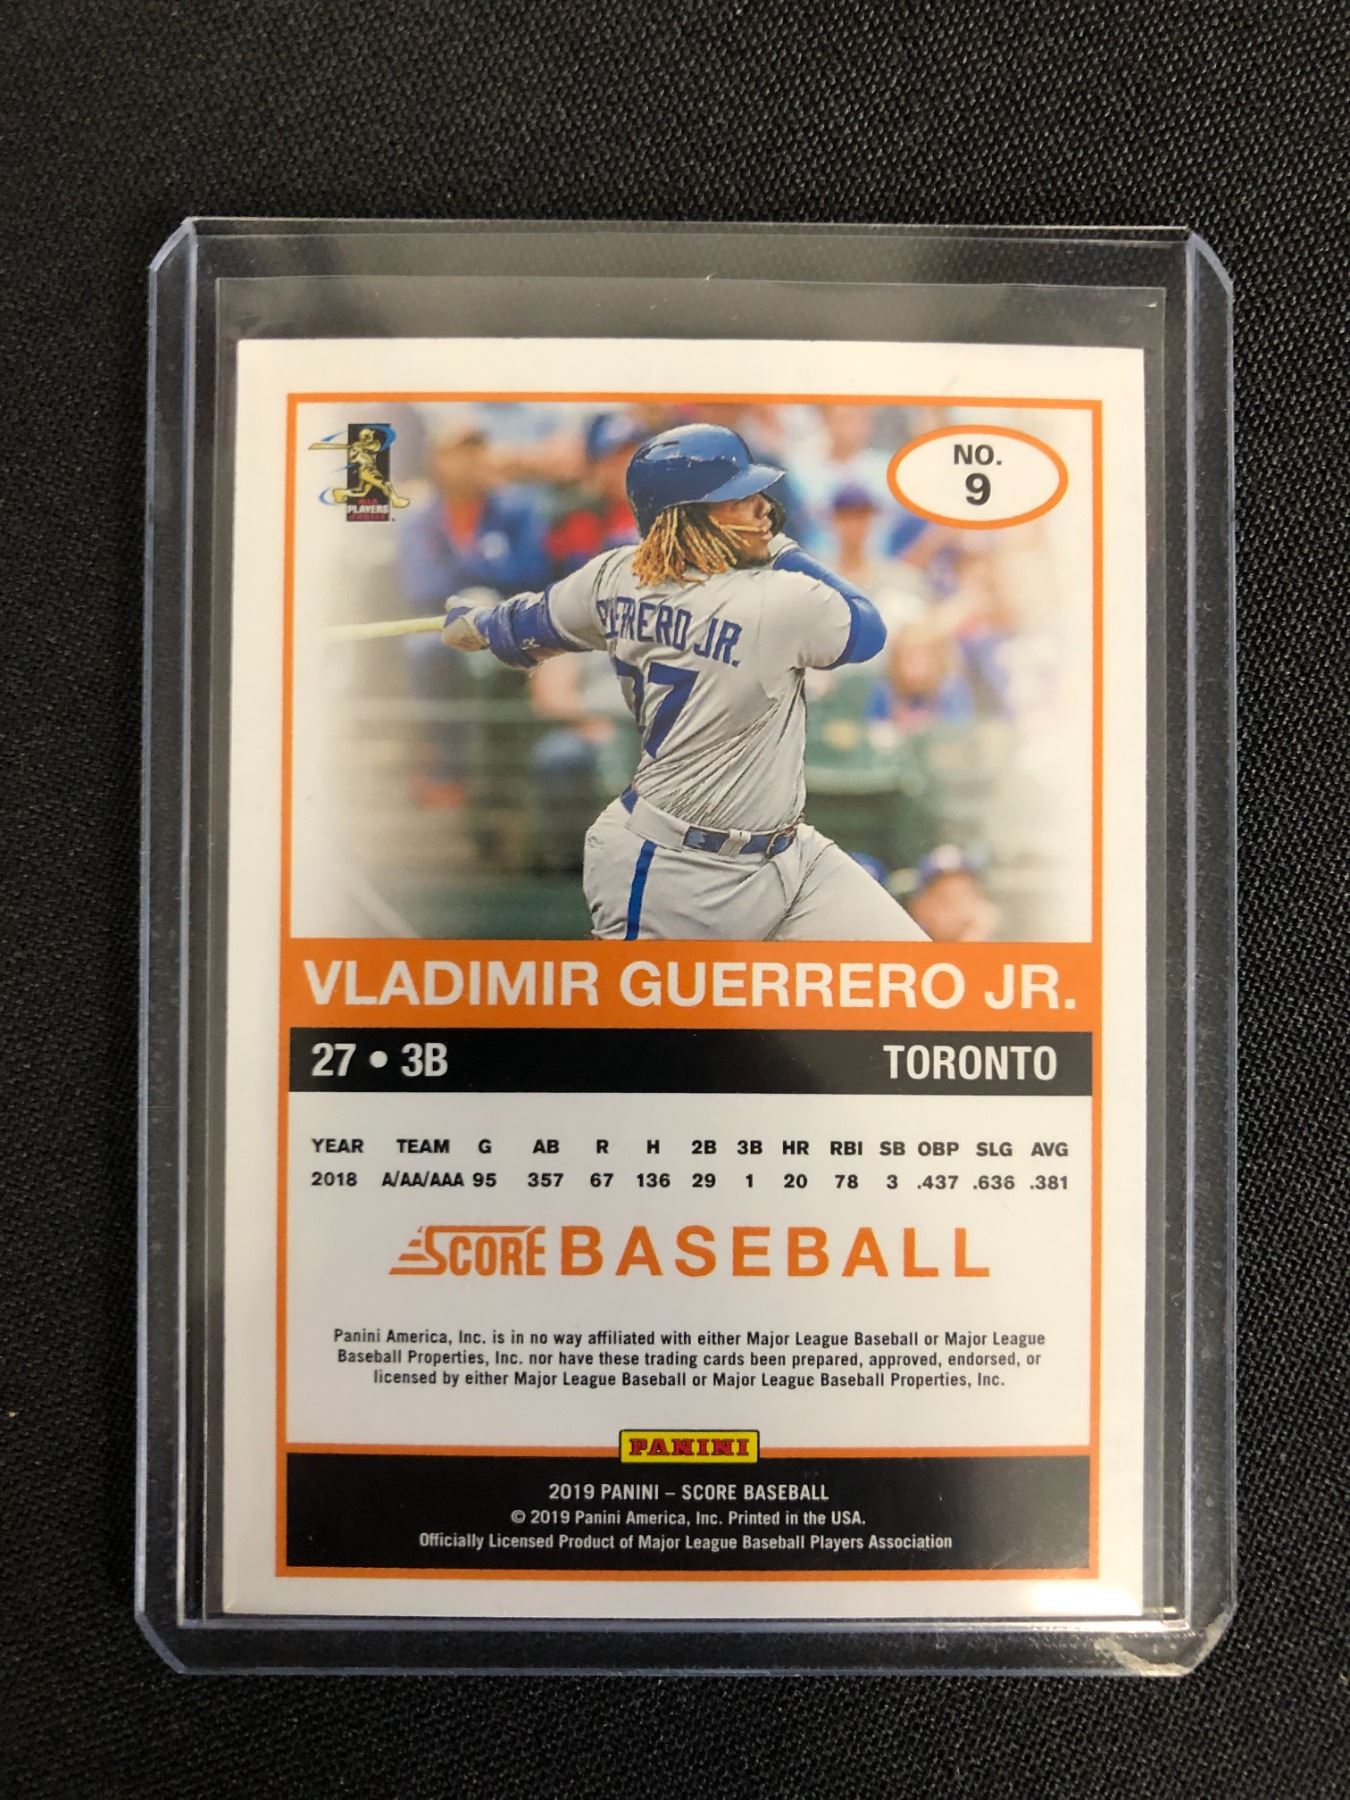 NO.
9
PLAYERS
ERRERO JR.
27
VLADIMIR GUERRERO JR.
27 • 3B TORONTO
YEAR TEAM G AB R H 2B 3B HR RBI SB OBP SLG AVG
2018 A/AA/AAA 95 357 67 136 29 1 20 78 3 .437 .636 .381
SCORE BASEBALL
Panini America, Inc. is in no way affiliated with either Major League Baseball or Major League
Baseball Properties, Inc. nor have these trading cards been prepared, approved, endorsed, or
licensed by either Major League Baseball or Major League Baseball Properties, Inc.
PANINI
2019 PANINI – SCORE BASEBALL
© 2019 Panini America, Inc. Printed in the USA.
Officially Licensed Product of Major League Baseball Players Association